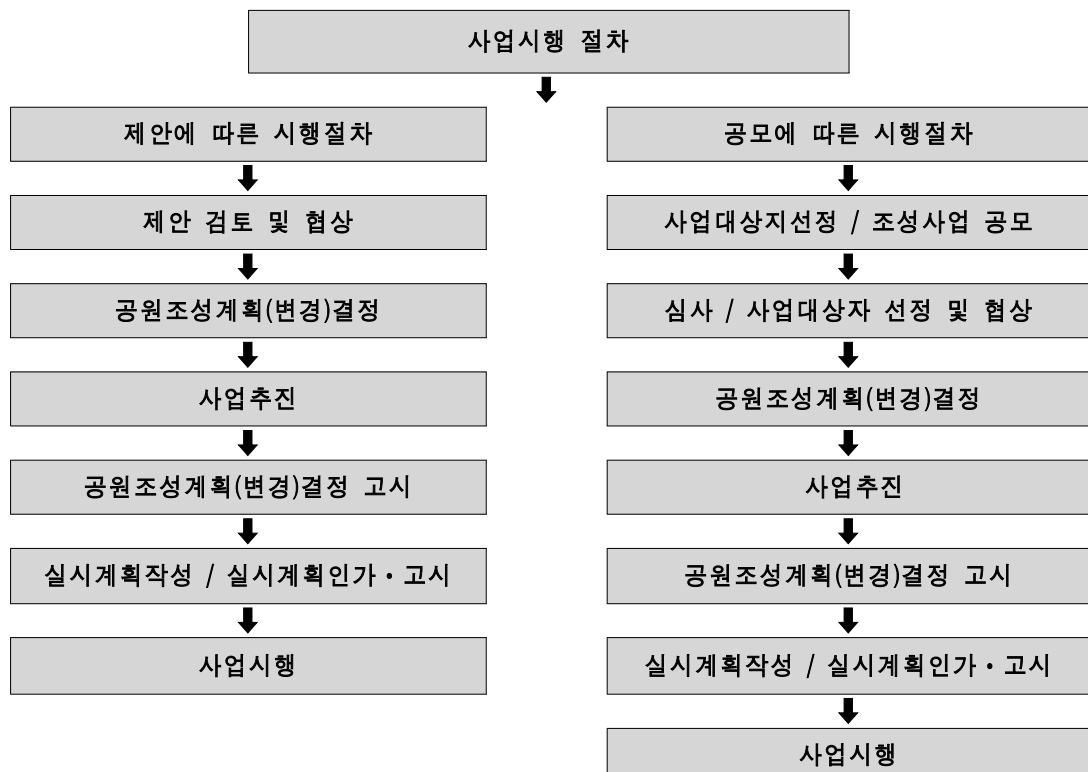 사업시행 절차
제안에 따른 시행절차
제안 검토 및 협상
공원조성계획(변경)결정
사업추진
공원조성계획(변경)결정 고시
실시계획작성 / 실시계획인가・고시
사업시행
공모에 따른 시행절차
사업대상지선정 / 조성사업 공모
심사 / 사업대상자 선정 및 협상
공원조성계획(변경)결정
사업추진
공원조성계획(변경)결정 고시
실시계획작성 / 실시계획인가・고시
사업시행